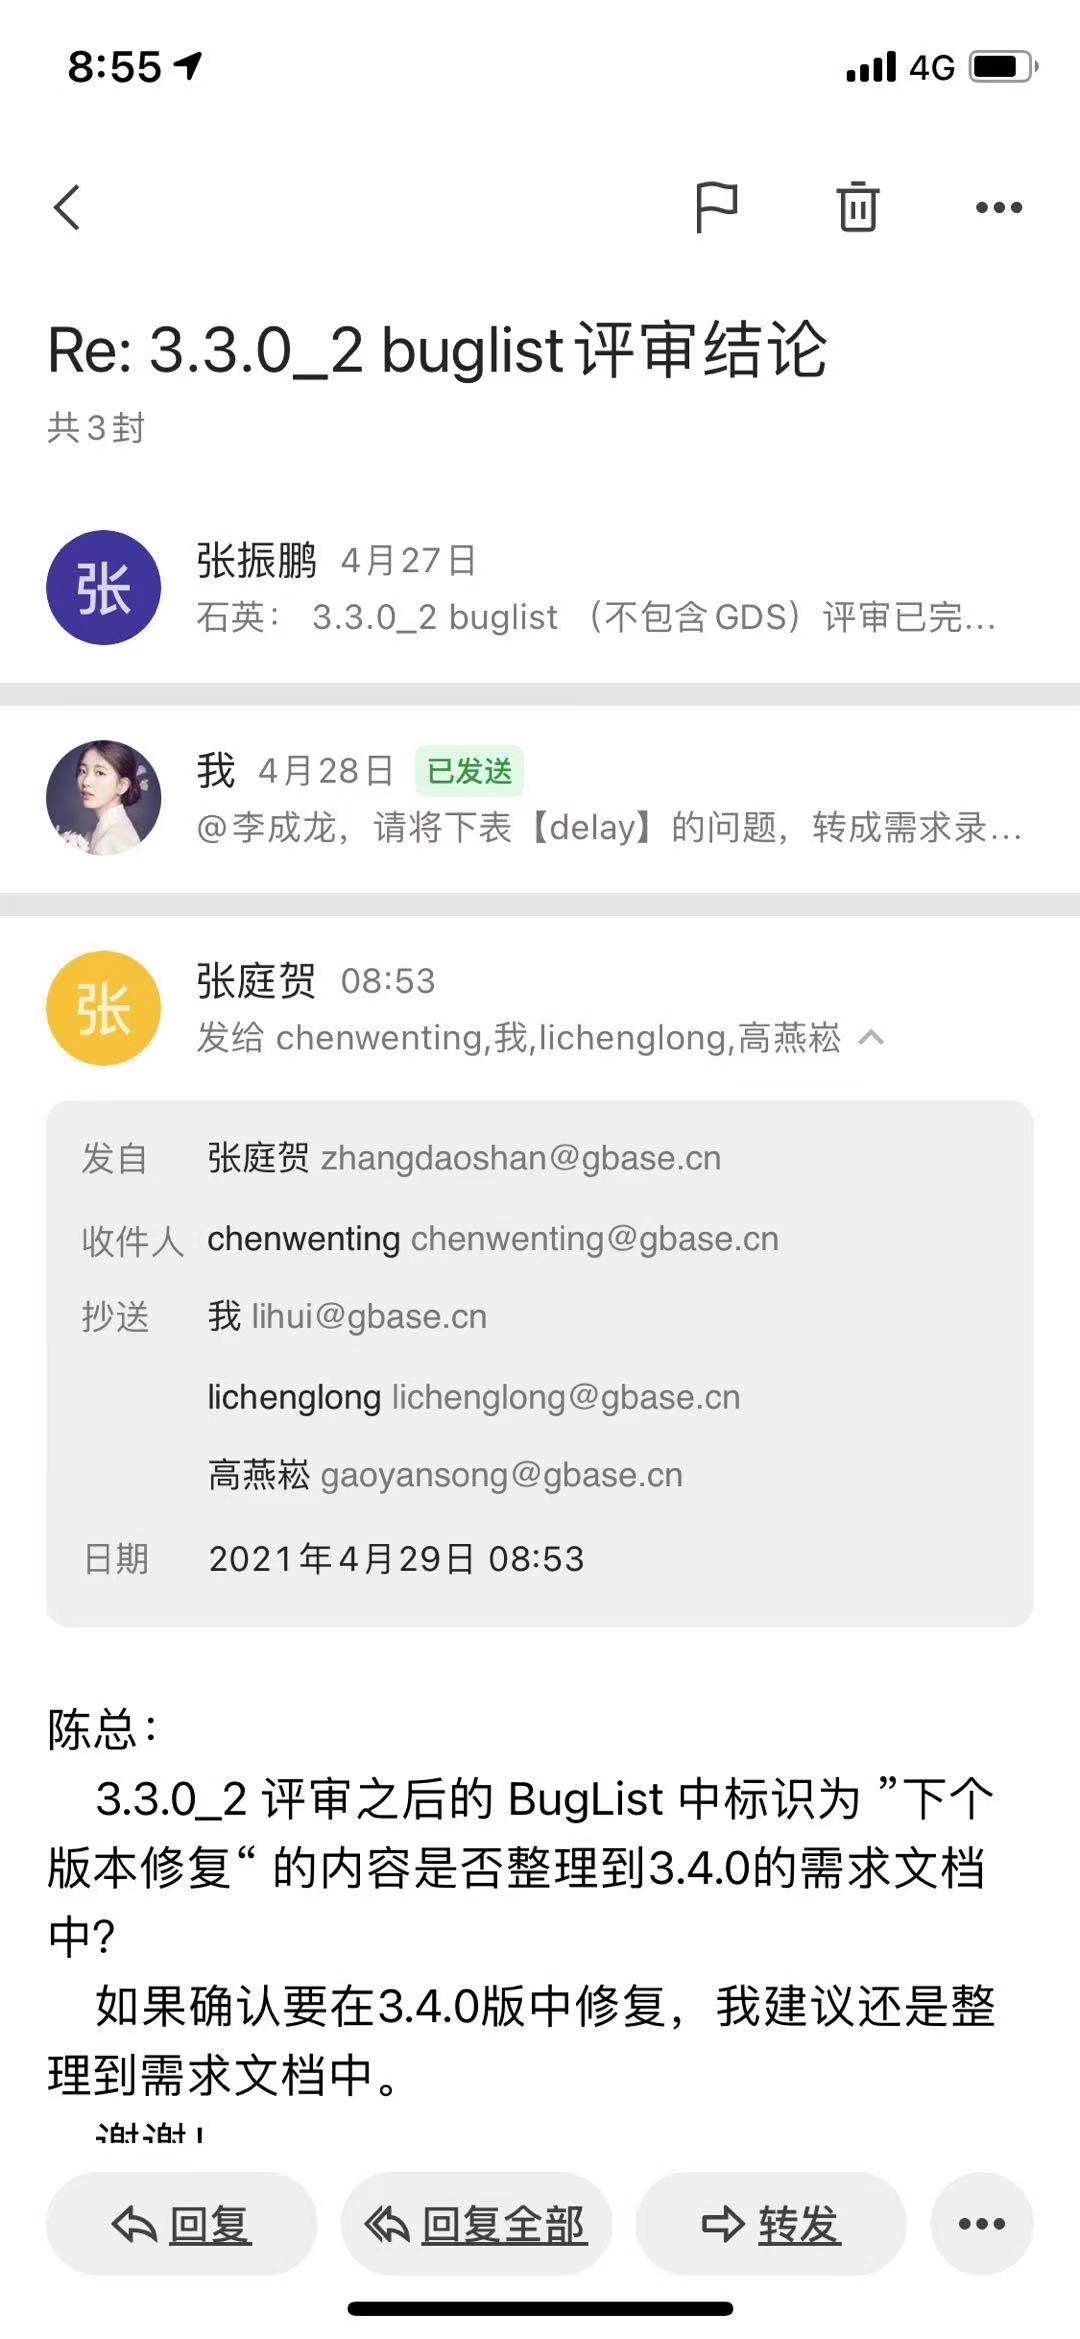 8:55
4G
Re: 3.3.0_2 buglist评审结论
共3封
张
张振鹏 4月27日
石英： 3.3.0_2 buglist （不包含GDS）评审已完...
我 4月28日 已发送
@李成龙，请将下表【delay】的问题，转成需求录...
张
张庭贺 08:53
发给 chenwenting,我,lichenglong,高燕崧
发自 张庭贺 zhangdaoshan@gbase.cn
收件人 chenwenting chenwenting@gbase.cn
抄送 我 lihui@gbase.cn
lichenglong lichenglong@gbase.cn
高燕崧 gaoyansong@gbase.cn
日期 2021年4月29日 08:53
陈总：
3.3.0_2 评审之后的 BugList 中标识为 ”下个
版本修复“ 的内容是否整理到3.4.0的需求文档
中？
如果确认要在3.4.0版中修复，我建议还是整
理到需求文档中。
谢谢！
回复 回复全部 转发